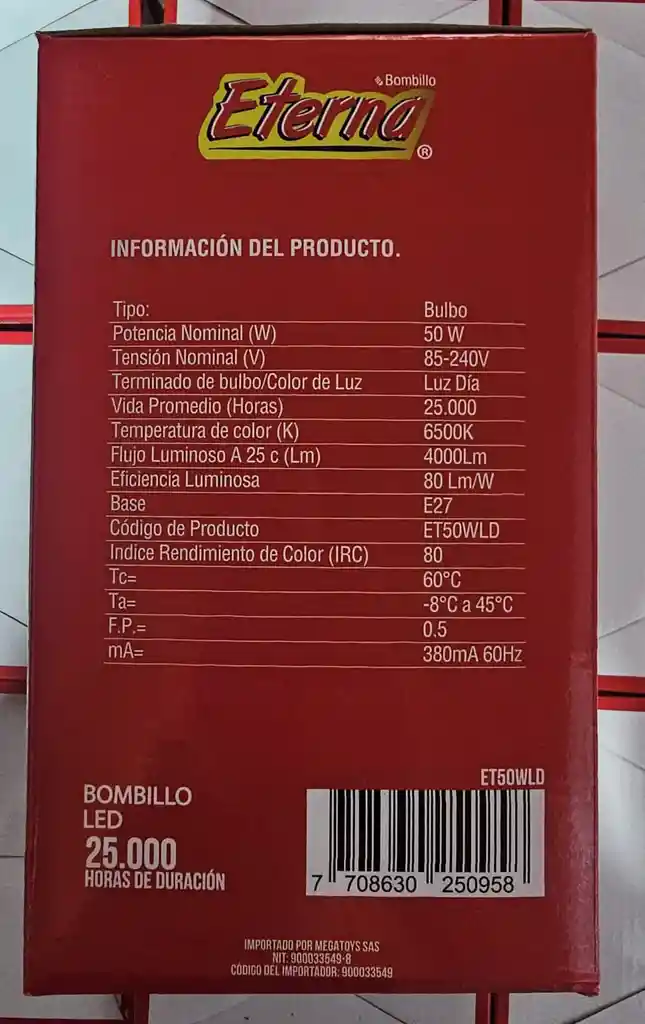 Bombillo
Eterna
®
INFORMACIÓN DEL PRODUCTO.
Tipo: Bulbo
Potencia Nominal (W) 50 W
Tensión Nominal (V) 85-240V
Terminado de bulbo/Color de Luz Luz Día
Vida Promedio (Horas) 25.000
Temperatura de color (K) 6500K
Flujo Luminoso A 25 c (Lm) 4000Lm
Eficiencia Luminosa 80 Lm/W
Base E27
Código de Producto ET50WLD
Indice Rendimiento de Color (IRC) 80
Tc= 60°C
Ta= -8°C a 45°C
F.P.= 0.5
mA= 380mA 60Hz
ET50WLD
BOMBILLO
LED
25.000
HORAS DE DURACIÓN
7 708630 250958
IMPORTADO POR MEGATOYS SAS
NIT: 900033549-8
CÓDIGO DEL IMPORTADOR: 900033549